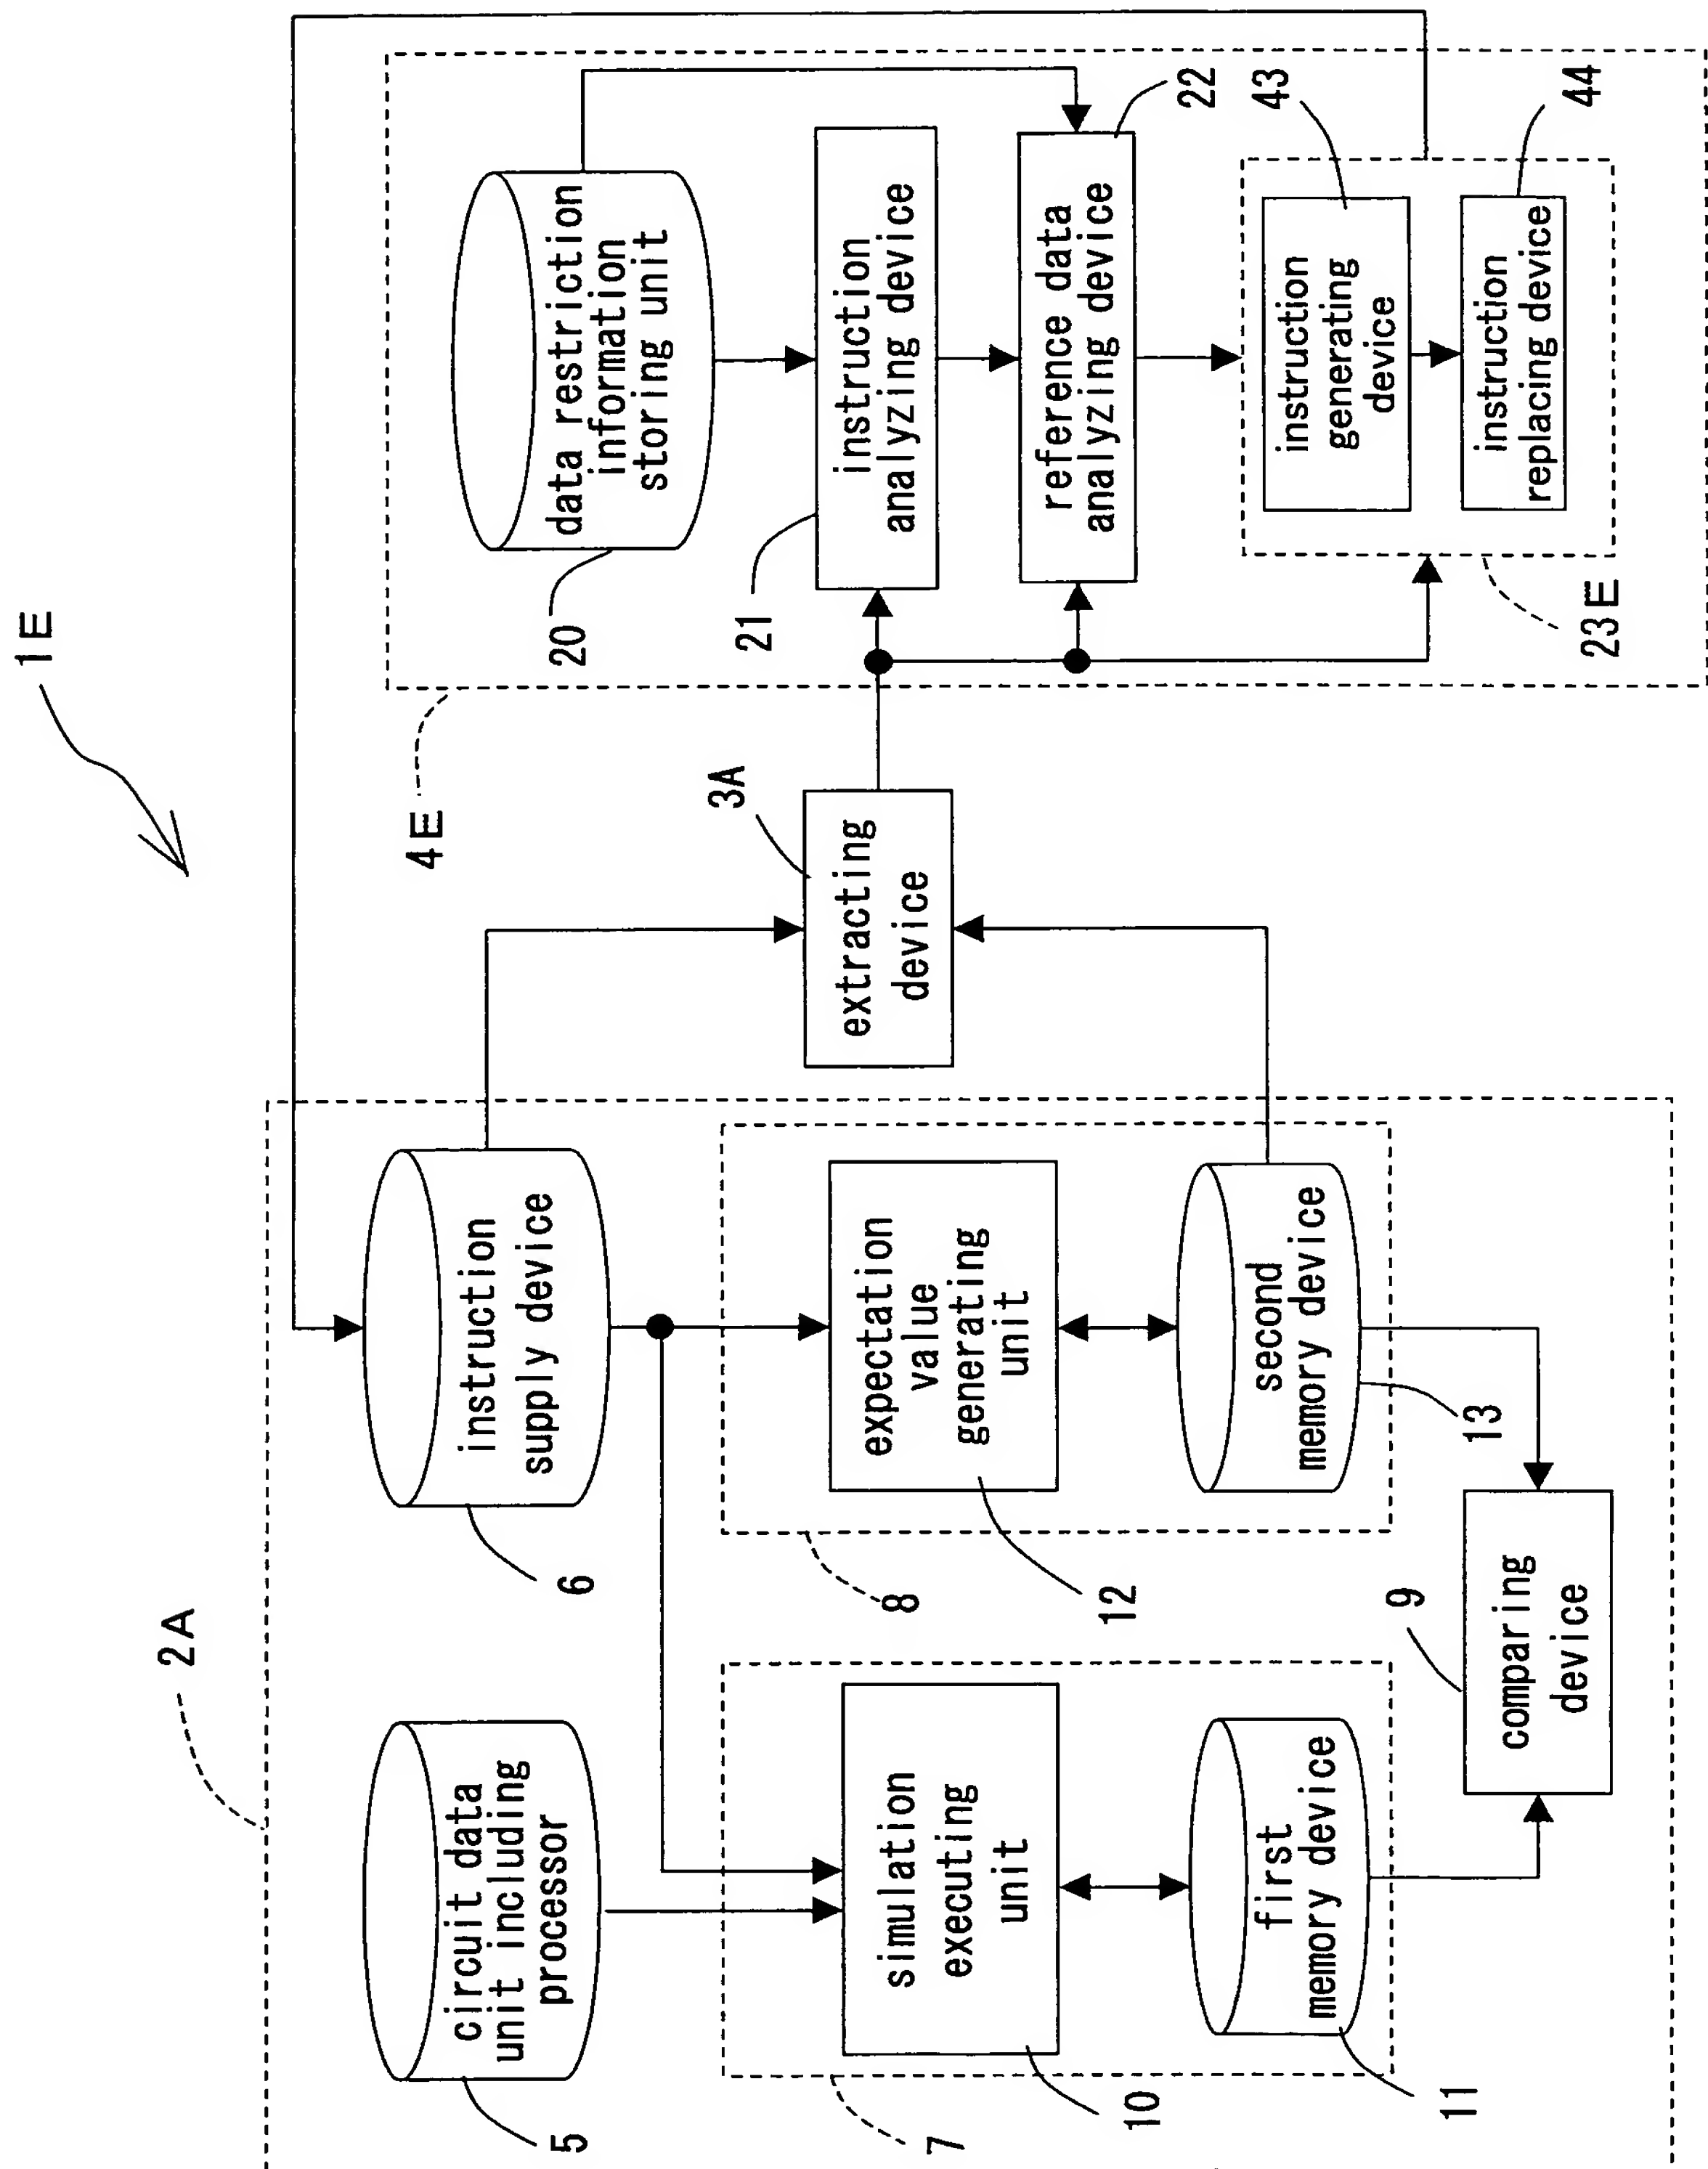 1E
2A
circuit data
unit including
processor
5
instruction
supply device
6
7
simulation
executing
unit
10
first
memory device
11
8
expectation
value
generating
unit
12
second
memory device
13
comparing
device
9
extracting
device
3A
4E
data restriction
information
storing unit
20
instruction
analyzing device
21
reference data
analyzing device
22
instruction
generating
device
43
instruction
replacing device
44
23E